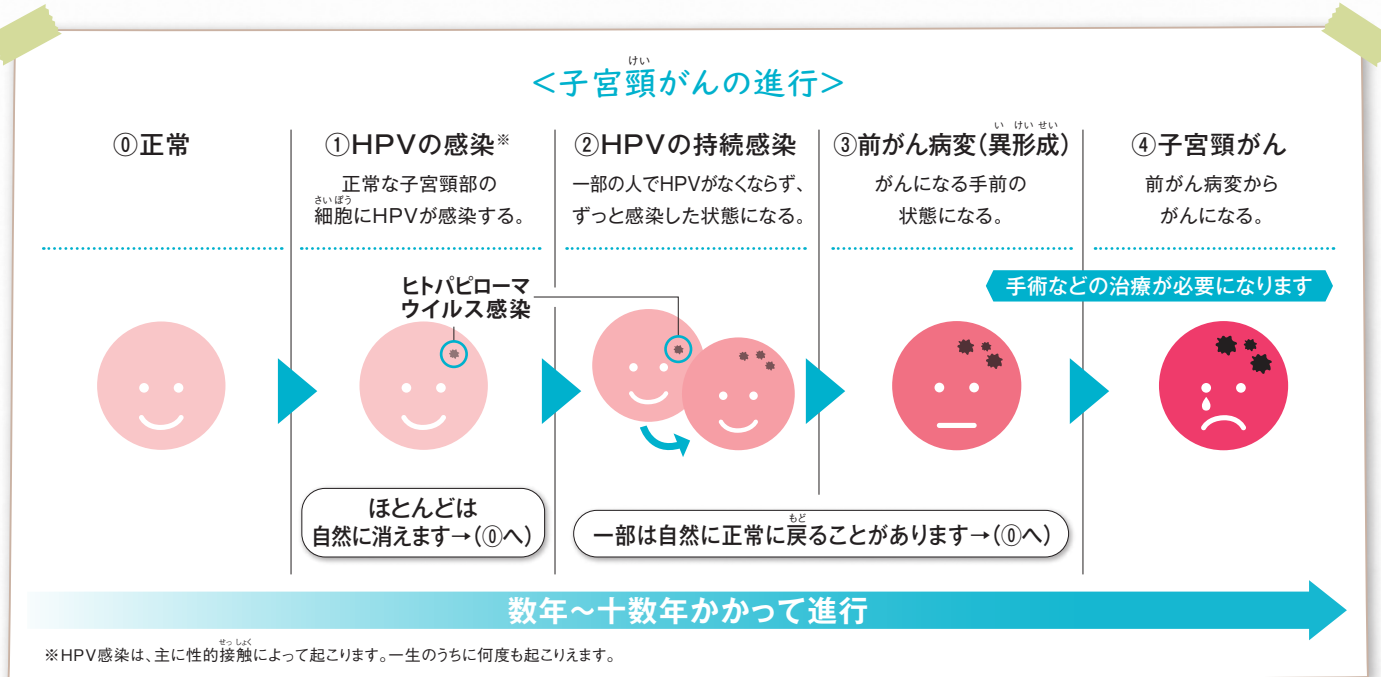 <子宮頸がんの進行>
けい
⓪正常
①HPVの感染※
正常な子宮頸部の
さいぼう
細胞にHPVが感染する。
②HPVの持続感染
一部の人でHPVがなくならず、
ずっと感染した状態になる。
い けい せい
③前がん病変(異形成)
がんになる手前の
状態になる。
④子宮頸がん
前がん病変から
がんになる。
ヒトパピローマ
ウイルス感染
手術などの治療が必要になります
ほとんどは
自然に消えます→(⓪へ)
もど
一部は自然に正常に戻ることがあります→(⓪へ)
数年～十数年かかって進行
せっしょく
※HPV感染は、主に性的接触によって起こります。一生のうちに何度も起こりえます。